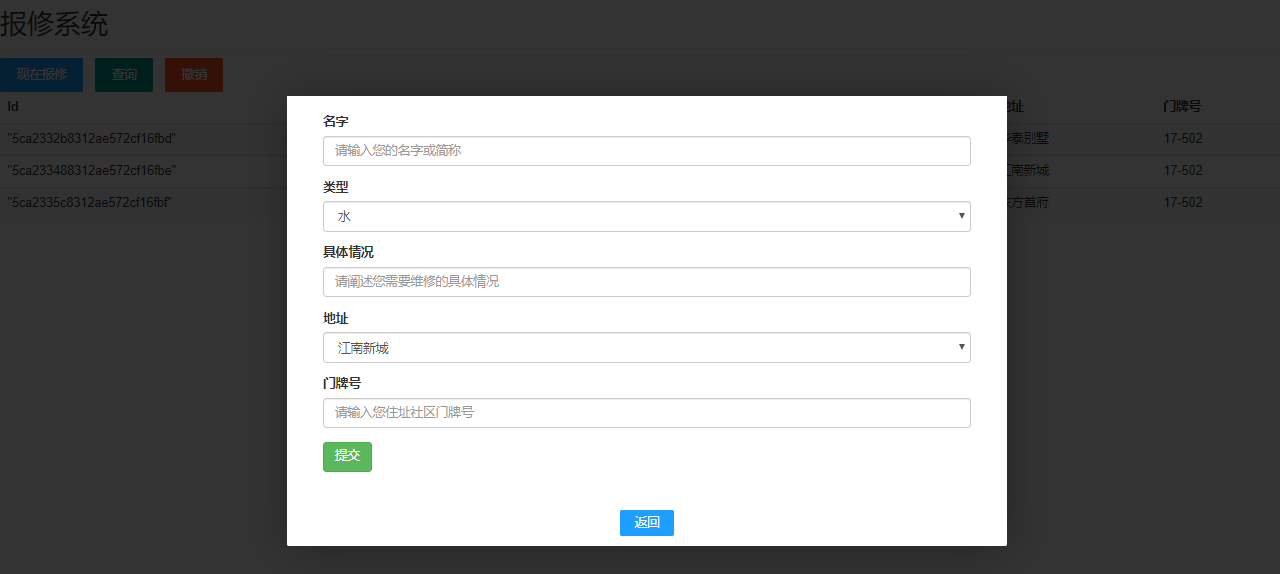 报修系统
现在报修 查询 撤销
Id 地址 门牌号
"5ca2332b8312ae572cf16fbd" 华泰别墅 17-502
"5ca233488312ae572cf16fbe" 江南新城 17-502
"5ca2335c8312ae572cf16fbf" 东方首府 17-502
名字
请输入您的名字或简称
类型
水
具体情况
请阐述您需要维修的具体情况
地址
江南新城
门牌号
请输入您住址社区门牌号
提交
返回